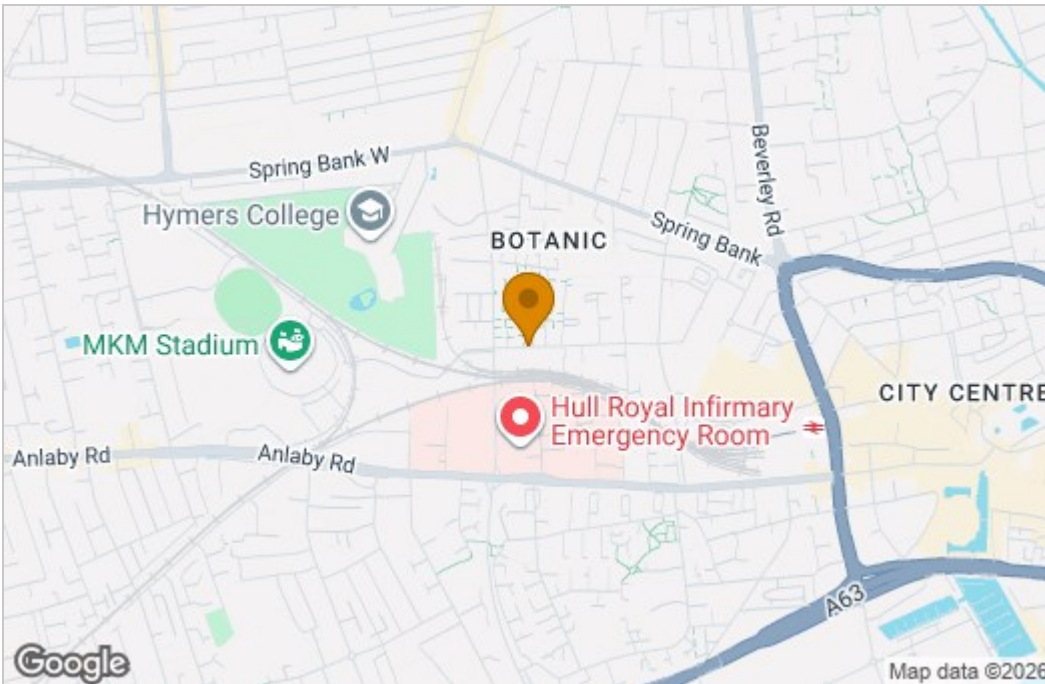 Spring Bank W
Beverley Rd
Hymers College
Spring Bank
BOTANIC
MKM Stadium
CITY CENTRE
Hull Royal Infirmary
Emergency Room
Anlaby Rd
Anlaby Rd
A63
Google
Map data ©2026